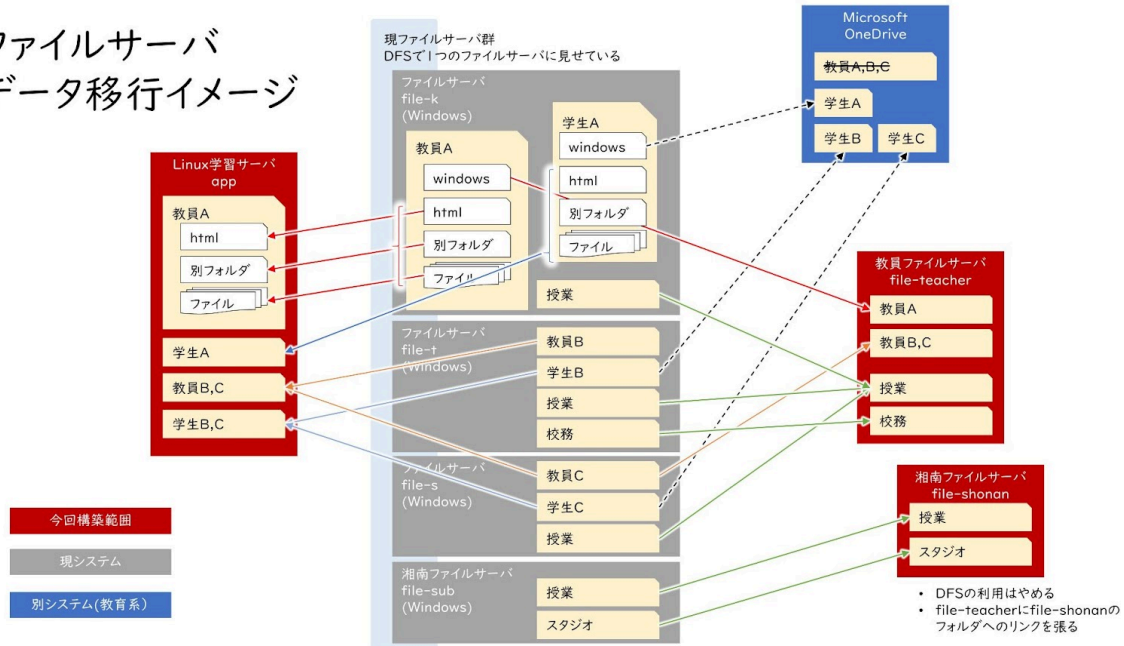 ファイルサーバ
データ移行イメージ
現ファイルサーバ群
DFSで1つのファイルサーバに見せている
Microsoft
OneDrive
教員A,B,C
学生A
学生B
学生C
ファイルサーバ
file-k
(Windows)
教員A
windows
html
別フォルダ
ファイル
学生A
windows
html
別フォルダ
ファイル
授業
Linux学習サーバ
app
教員A
html
別フォルダ
ファイル
学生A
教員B,C
学生B,C
ファイルサーバ
file-t
(Windows)
教員B
学生B
授業
校務
ファイルサーバ
file-s
(Windows)
教員C
学生C
授業
湘南ファイルサーバ
file-sub
(Windows)
授業
スタジオ
教員ファイルサーバ
file-teacher
教員A
教員B,C
授業
校務
湘南ファイルサーバ
file-shonan
授業
スタジオ
• DFSの利用はやめる
• file-teacherにfile-shonanの
フォルダへのリンクを張る
今回構築範囲
現システム
別システム(教育系)